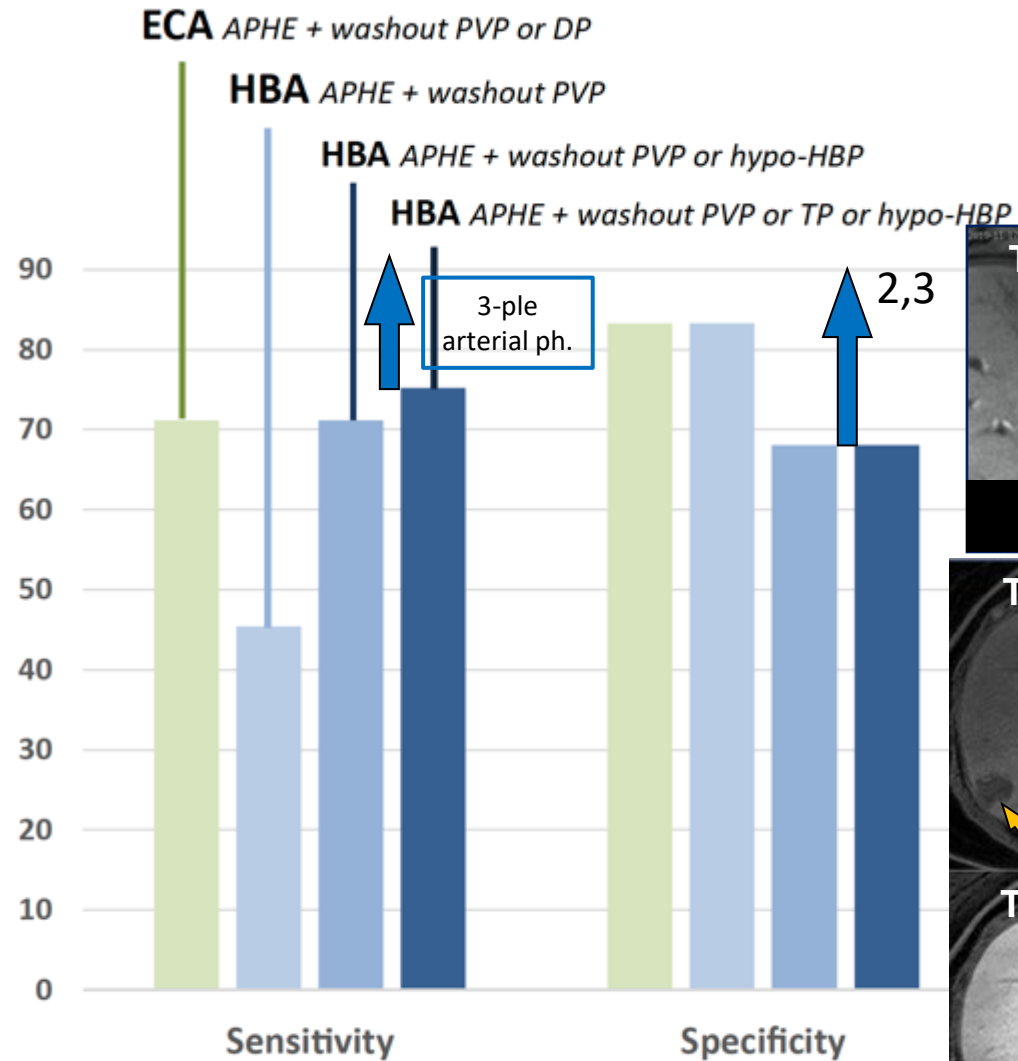 ECA APHE + washout PVP or DP
HBA APHE + washout PVP
HBA APHE + washout PVP or hypo-HBP
HBA APHE + washout PVP or TP or hypo-HBP
90
80
70
60
50
40
30
20
10
0
3-ple
arterial ph.
2,3
T
T
T
Sensitivity
Specificity